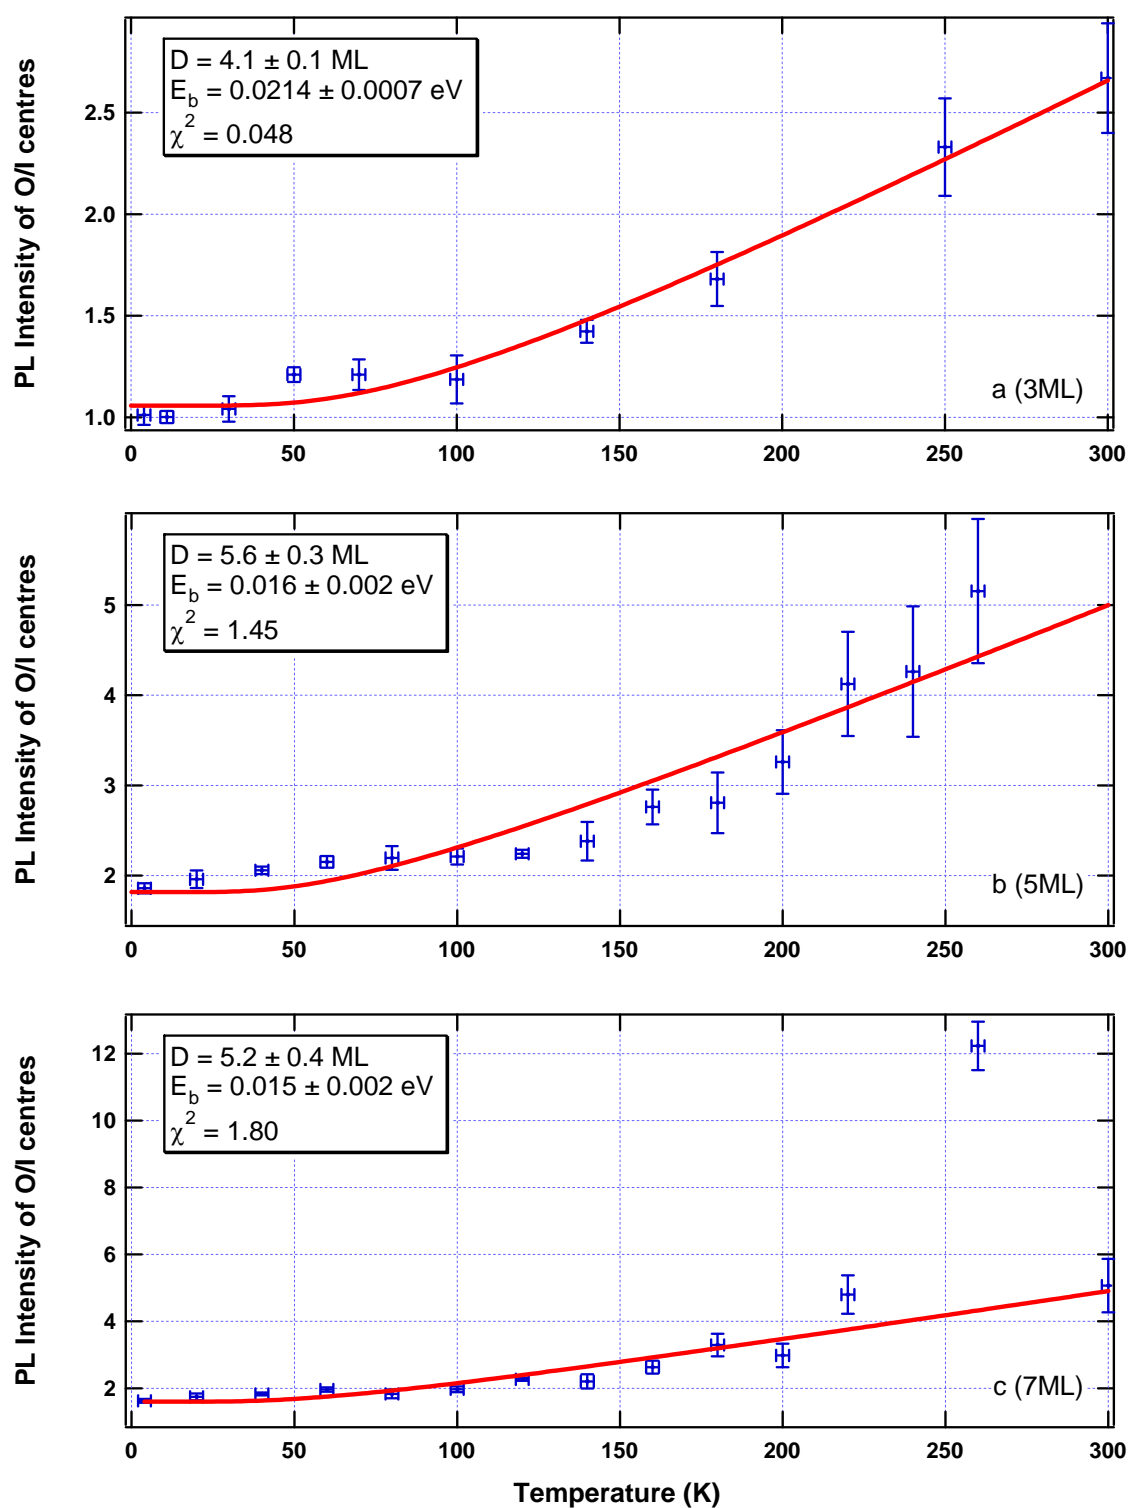 PL Intensity of O/I centres
2.5
2.0
1.5
1.0
D = 4.1 ± 0.1 ML
E_b = 0.0214 ± 0.0007 eV
χ² = 0.048
a (3ML)
0 50 100 150 200 250 300
PL Intensity of O/I centres
5
4
3
2
D = 5.6 ± 0.3 ML
E_b = 0.016 ± 0.002 eV
χ² = 1.45
b (5ML)
0 50 100 150 200 250 300
PL Intensity of O/I centres
12
10
8
6
4
2
D = 5.2 ± 0.4 ML
E_b = 0.015 ± 0.002 eV
χ² = 1.80
c (7ML)
0 50 100 150 200 250 300
Temperature (K)